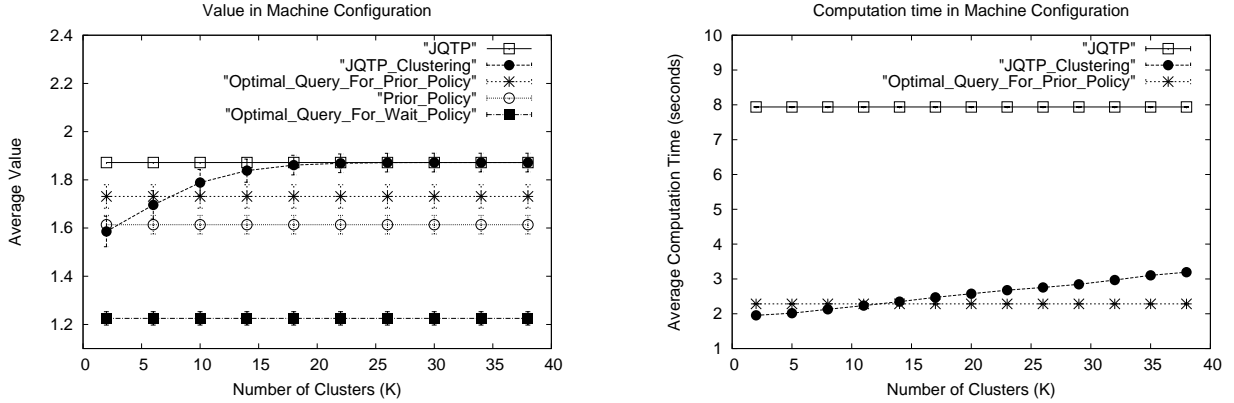 Value in Machine Configuration
2.4
2.2
2
1.8
1.6
1.4
1.2
Average Value
"JQTP"
"JQTP_Clustering"
"Optimal_Query_For_Prior_Policy"
"Prior_Policy"
"Optimal_Query_For_Wait_Policy"
0 5 10 15 20 25 30 35 40
Number of Clusters (K)
Computation time in Machine Configuration
10
9
8
7
6
5
4
3
2
1
Average Computation Time (seconds)
"JQTP"
"JQTP_Clustering"
"Optimal_Query_For_Prior_Policy"
0 5 10 15 20 25 30 35 40
Number of Clusters (K)